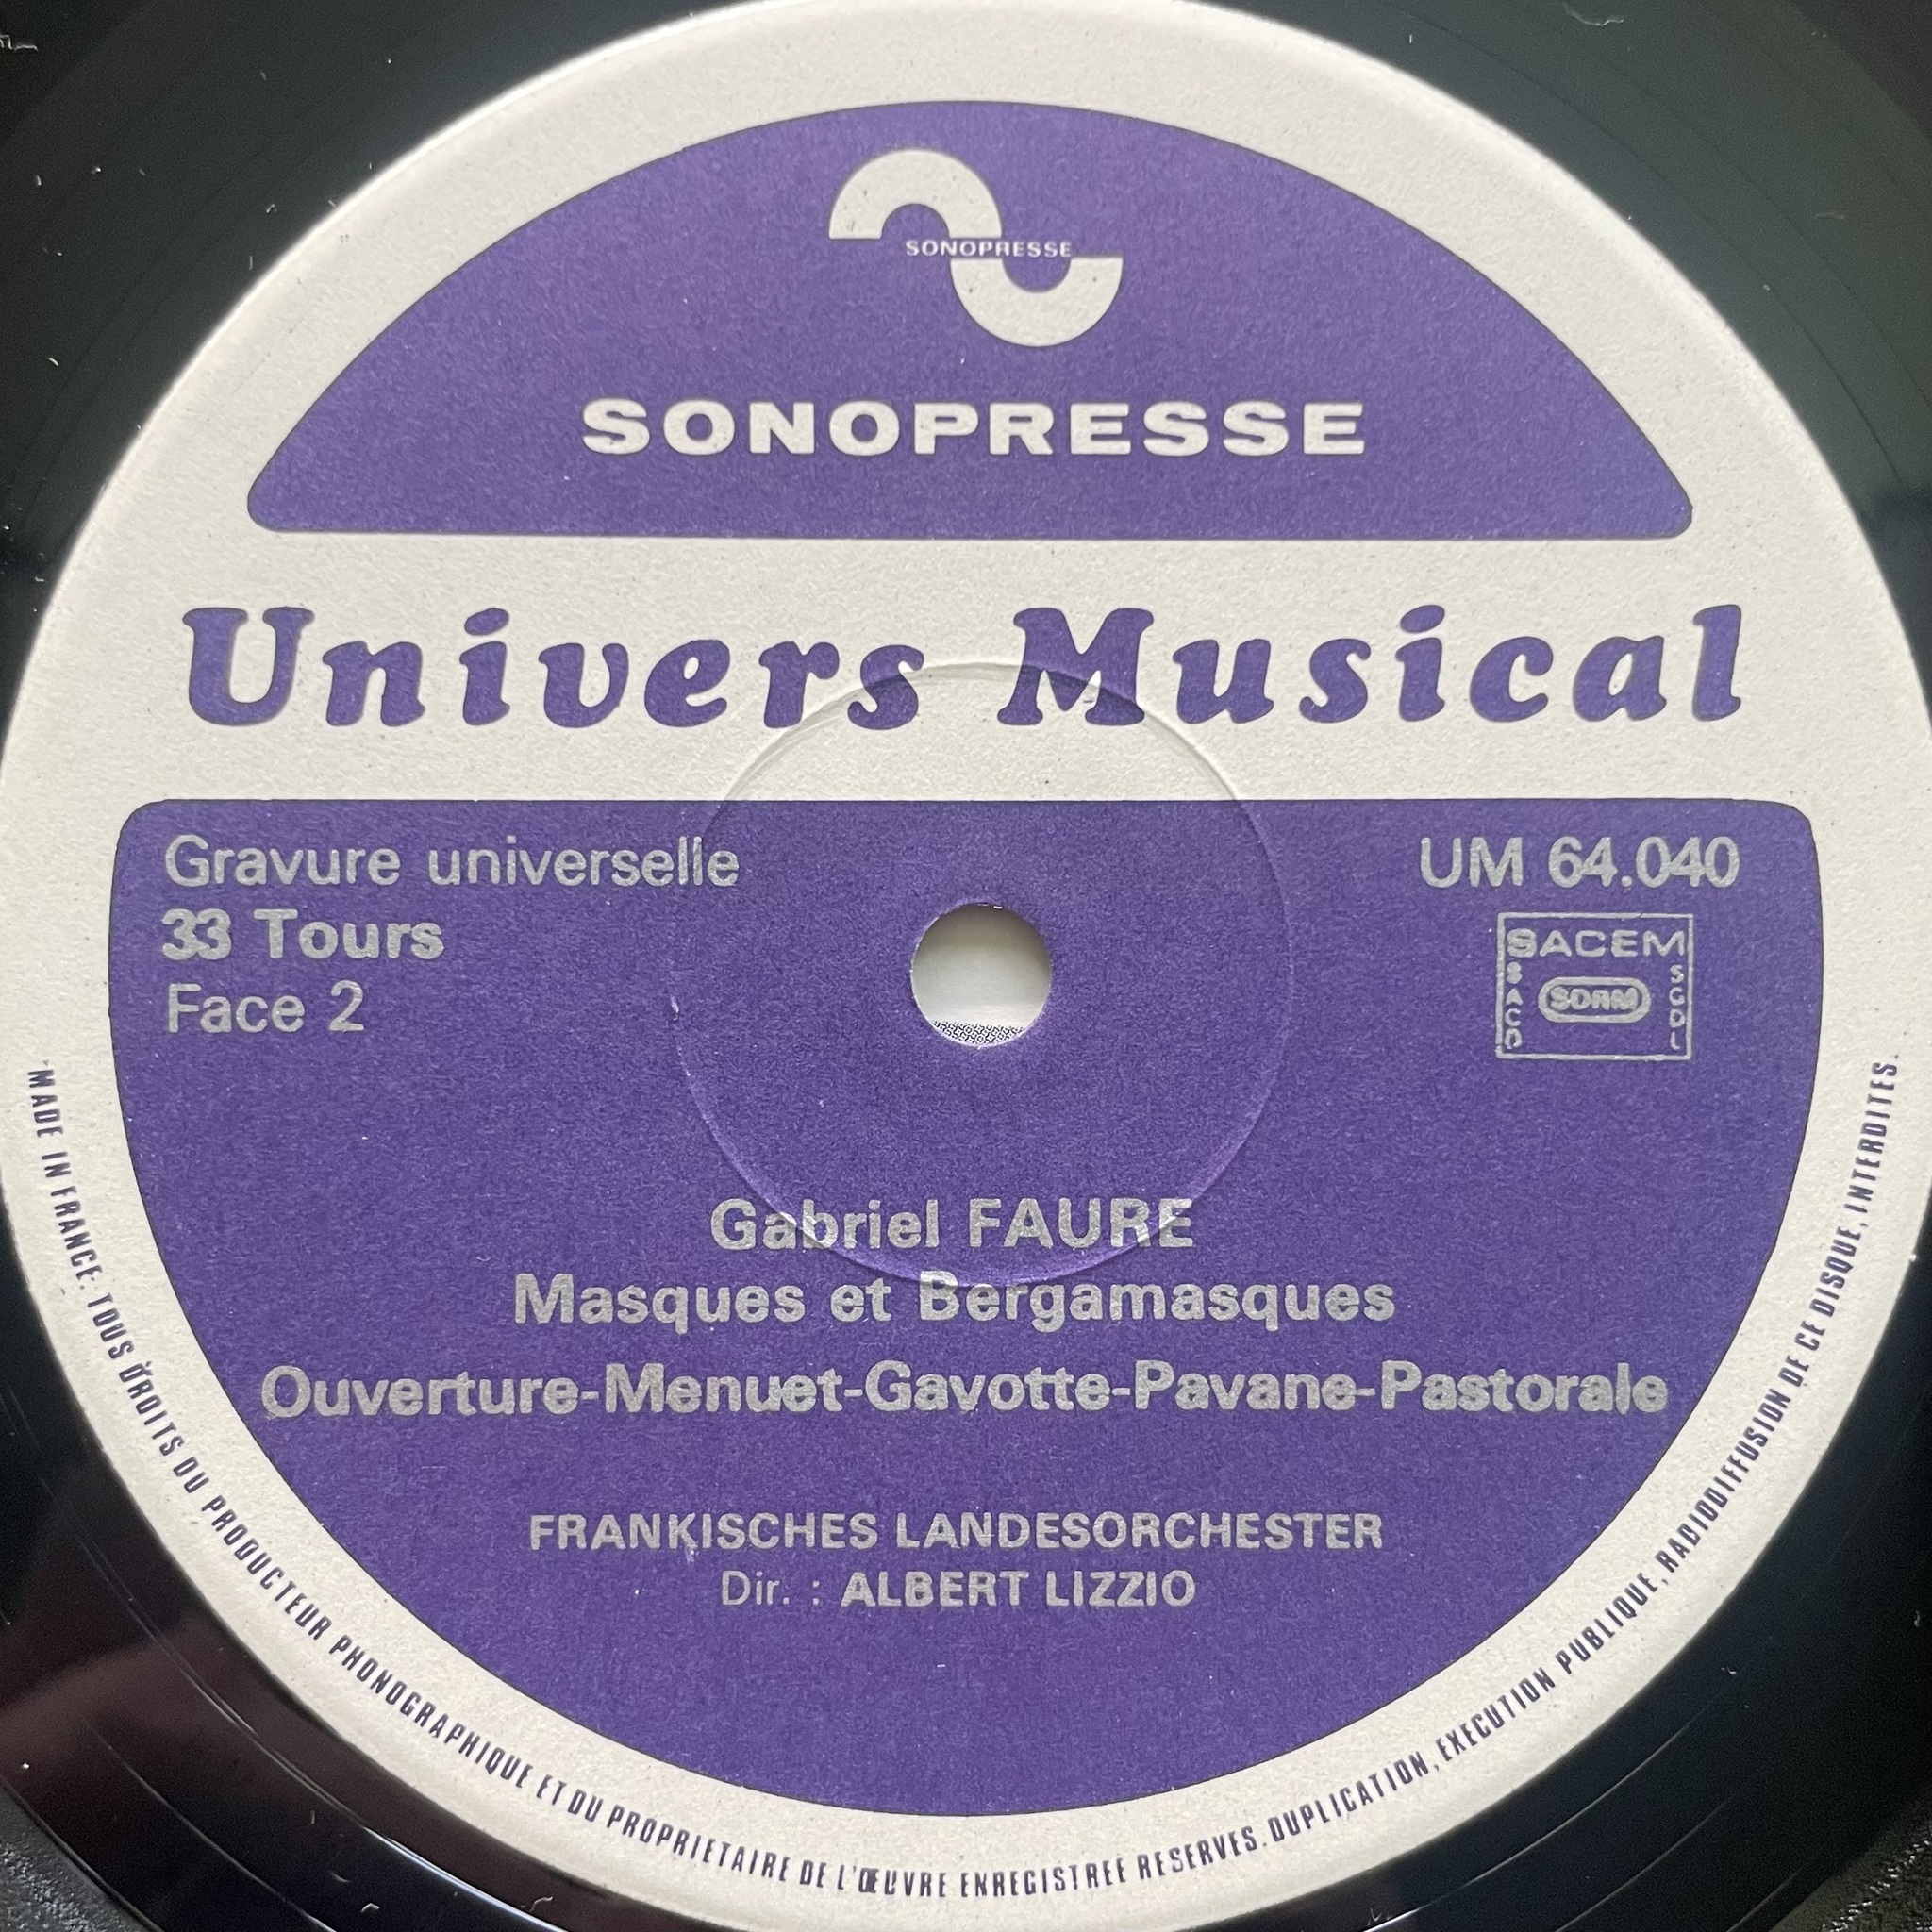 SONOPRESSE
SONOPRESSE
Univers Musical
Gravure universelle
33 Tours
Face 2
UM 64.040
SACEM
SACD
SDRM
SGDL
Gabriel FAURE
Masques et Bergamasques
Ouverture-Menuet-Gavotte-Pavane-Pastorale
FRANKISCHES LANDESORCHESTER
Dir. : ALBERT LIZZIO
MADE IN FRANCE. TOUS DROITS DU PRODUCTEUR PHONOGRAPHIQUE ET DU PROPRIETAIRE DE L'ŒUVRE ENREGISTREE RESERVES. DUPLICATION, EXECUTION PUBLIQUE, RADIODIFFUSION DE CE DISQUE, INTERDITES.